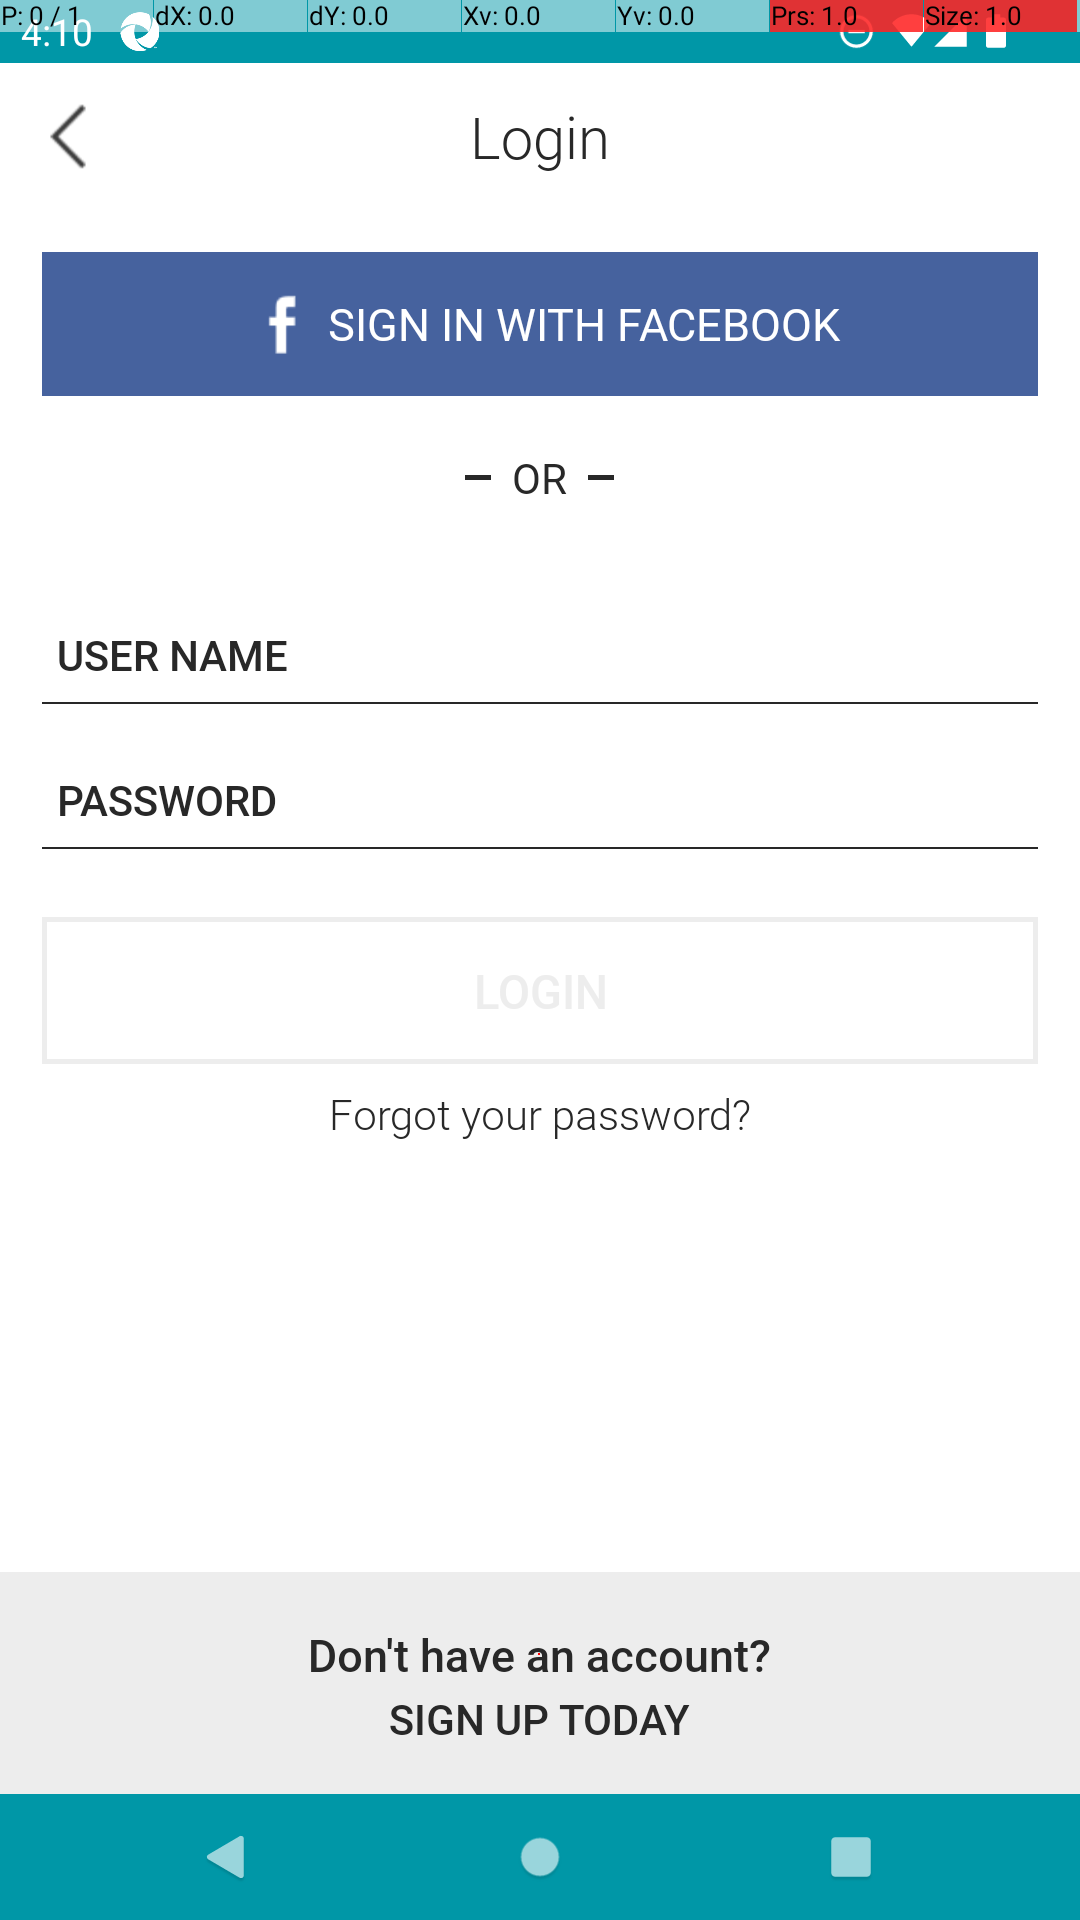 P: 0 / 1 dX: 0.0 dY: 0.0 Xv: 0.0 Yv: 0.0 Prs: 1.0 Size: 1.0
4:10
Login
f SIGN IN WITH FACEBOOK
– OR –
USER NAME
PASSWORD
LOGIN
Forgot your password?
Don't have an account?
SIGN UP TODAY